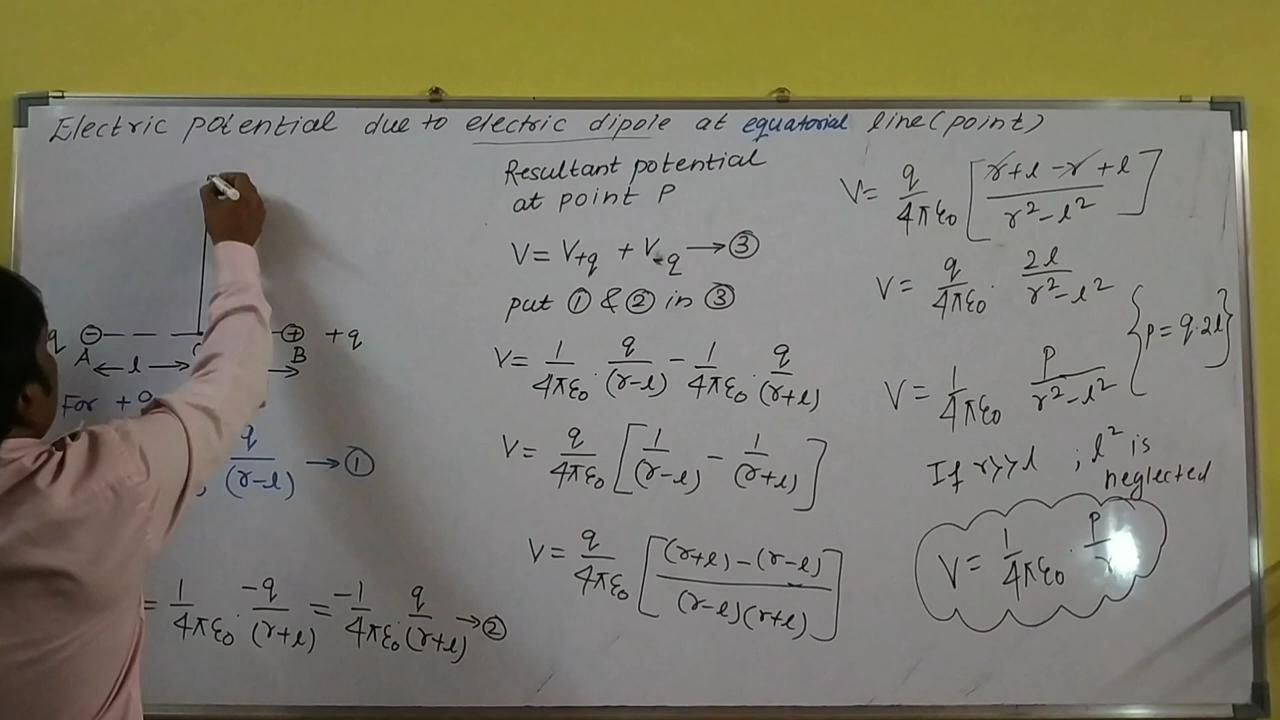 Electric potential due to electric dipole at equatorial line (point)
q ⊖ ⊕ +q
A C B
l
For +
q/(r-l) → ①
= 1/4πε₀ · -q/(r+l) = -1/4πε₀ · q/(r+l) → ②
Resultant potential
at point P
V = V+q + V-q → ③
put ① & ② in ③
V = 1/4πε₀ · q/(r-l) - 1/4πε₀ · q/(r+l)
V = q/4πε₀ [1/(r-l) - 1/(r+l)]
V = q/4πε₀ [(r+l)-(r-l)/(r-l)(r+l)]
V = q/4πε₀ [r+l-r+l/r²-l²]
V = q/4πε₀ · 2l/r²-l²
{p = q·2l}
V = 1/4πε₀ p/r²-l²
If r>>l ; l² is
neglected
V = 1/4πε₀ · p/r